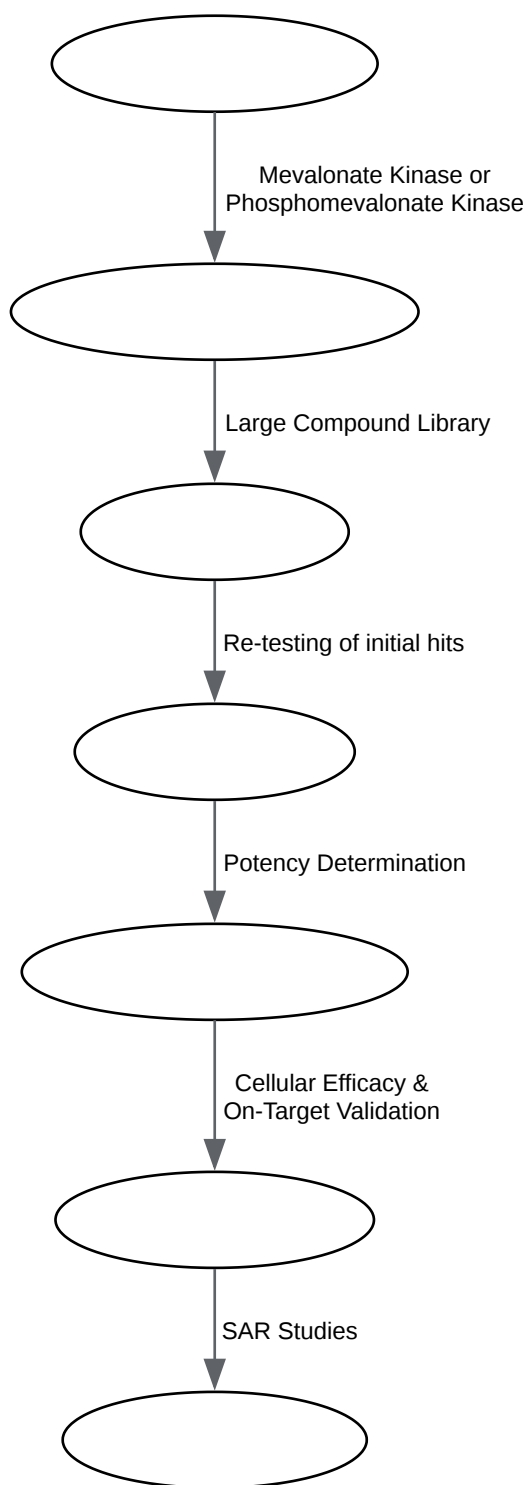 Mevalonate Kinase or
Phosphomevalonate Kinase
Large Compound Library
Re-testing of initial hits
Potency Determination
Cellular Efficacy &
On-Target Validation
SAR Studies